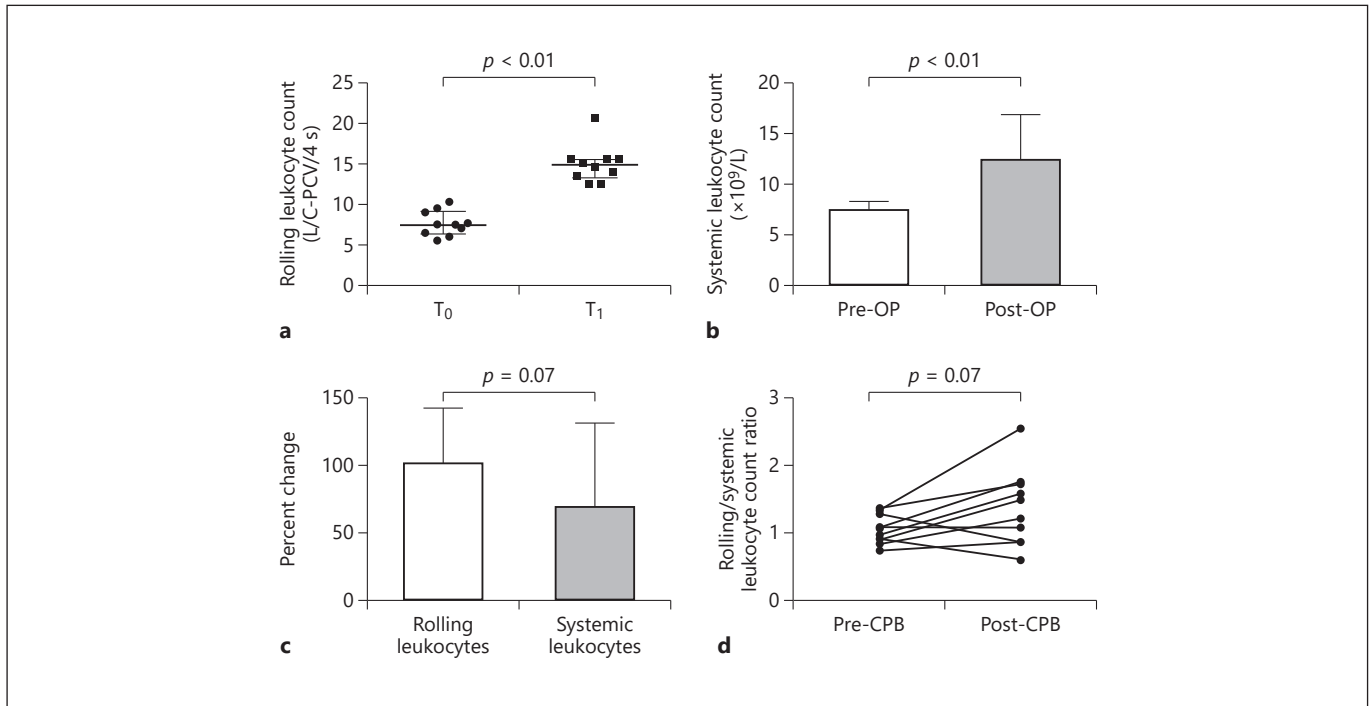 p < 0.01
Rolling leukocyte count
(L/C-PCV/4 s)
25
20
15
10
5
0
T₀
T₁
a
p < 0.01
Systemic leukocyte count
(×10⁹/L)
20
15
10
5
0
Pre-OP
Post-OP
b
p = 0.07
Percent change
150
100
50
0
Rolling
leukocytes
Systemic
leukocytes
c
p = 0.07
Rolling/systemic
leukocyte count ratio
3
2
1
0
Pre-CPB
Post-CPB
d